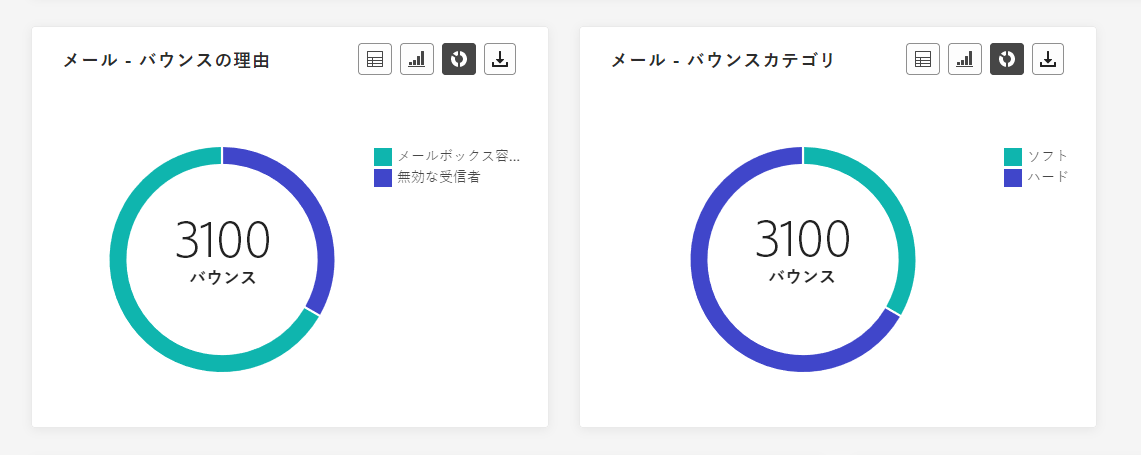 メール - バウンスの理由
メールボックス容...
無効な受信者
3100
バウンス
メール - バウンスカテゴリ
ソフト
ハード
3100
バウンス